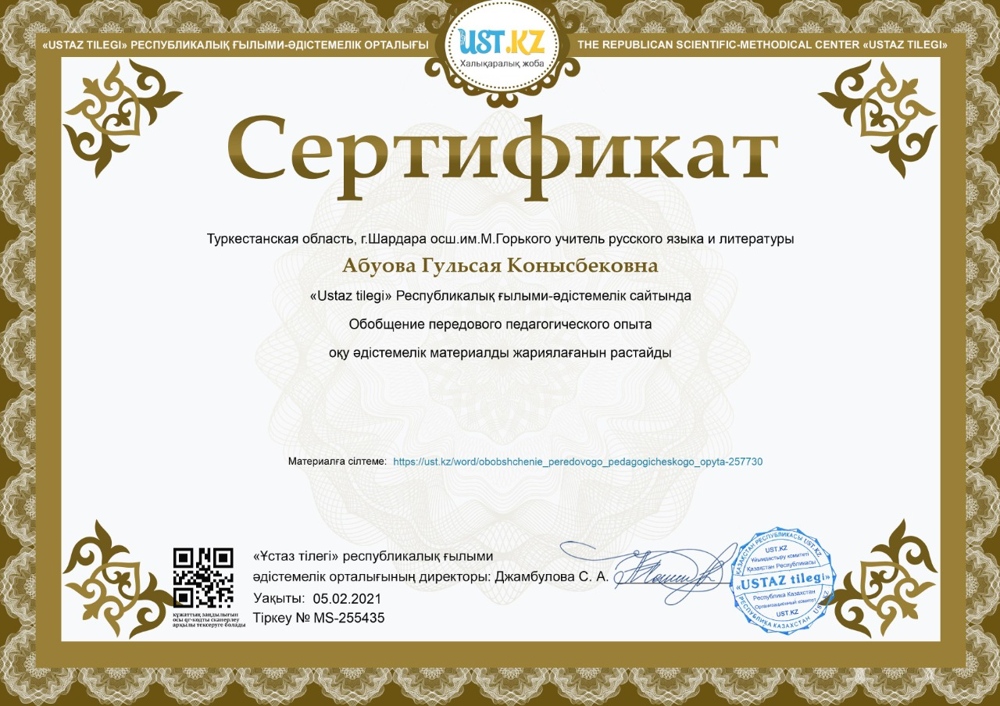 «USTAZ TILEGI» РЕСПУБЛИКАЛЫҚ ҒЫЛЫМИ-ӘДІСТЕМЕЛІК ОРТАЛЫҒЫ
UST.KZ
Халықаралық жоба
THE REPUBLICAN SCIENTIFIC-METHODICAL CENTER «USTAZ TILEGI»
Сертификат
Туркестанская область, г.Шардара осш.им.М.Горького учитель русского языка и литературы
Абуова Гульсая Конысбековна
«Ustaz tilegi» Республикалық ғылыми-әдістемелік сайтында
Обобщение передового педагогического опыта
оқу әдістемелік материалды жариялағанын растайды
Материалға сілтеме: https://ust.kz/word/obobshchenie_peredovogo_pedagogicheskogo_opyta-257730
құжаттың заңдылығын
осы qr-кодты сканерлеу
арқылы тексеруге болады
«Ұстаз тілегі» республикалық ғылыми
әдістемелік орталығының директоры: Джамбулова С. А.
Уақыты: 05.02.2021
Тіркеу № MS-255435
ҚАЗАҚСТАН РЕСПУБЛИКАСЫ UST.KZ
UST.KZ
Ұйымдастыру комитеті
Қазақстан Республикасы
«USTAZ tilegi»
Республика Казахстан
Организационный комитет
UST.KZ
РЕСПУБЛИКА КАЗАХСТАН UST.KZ